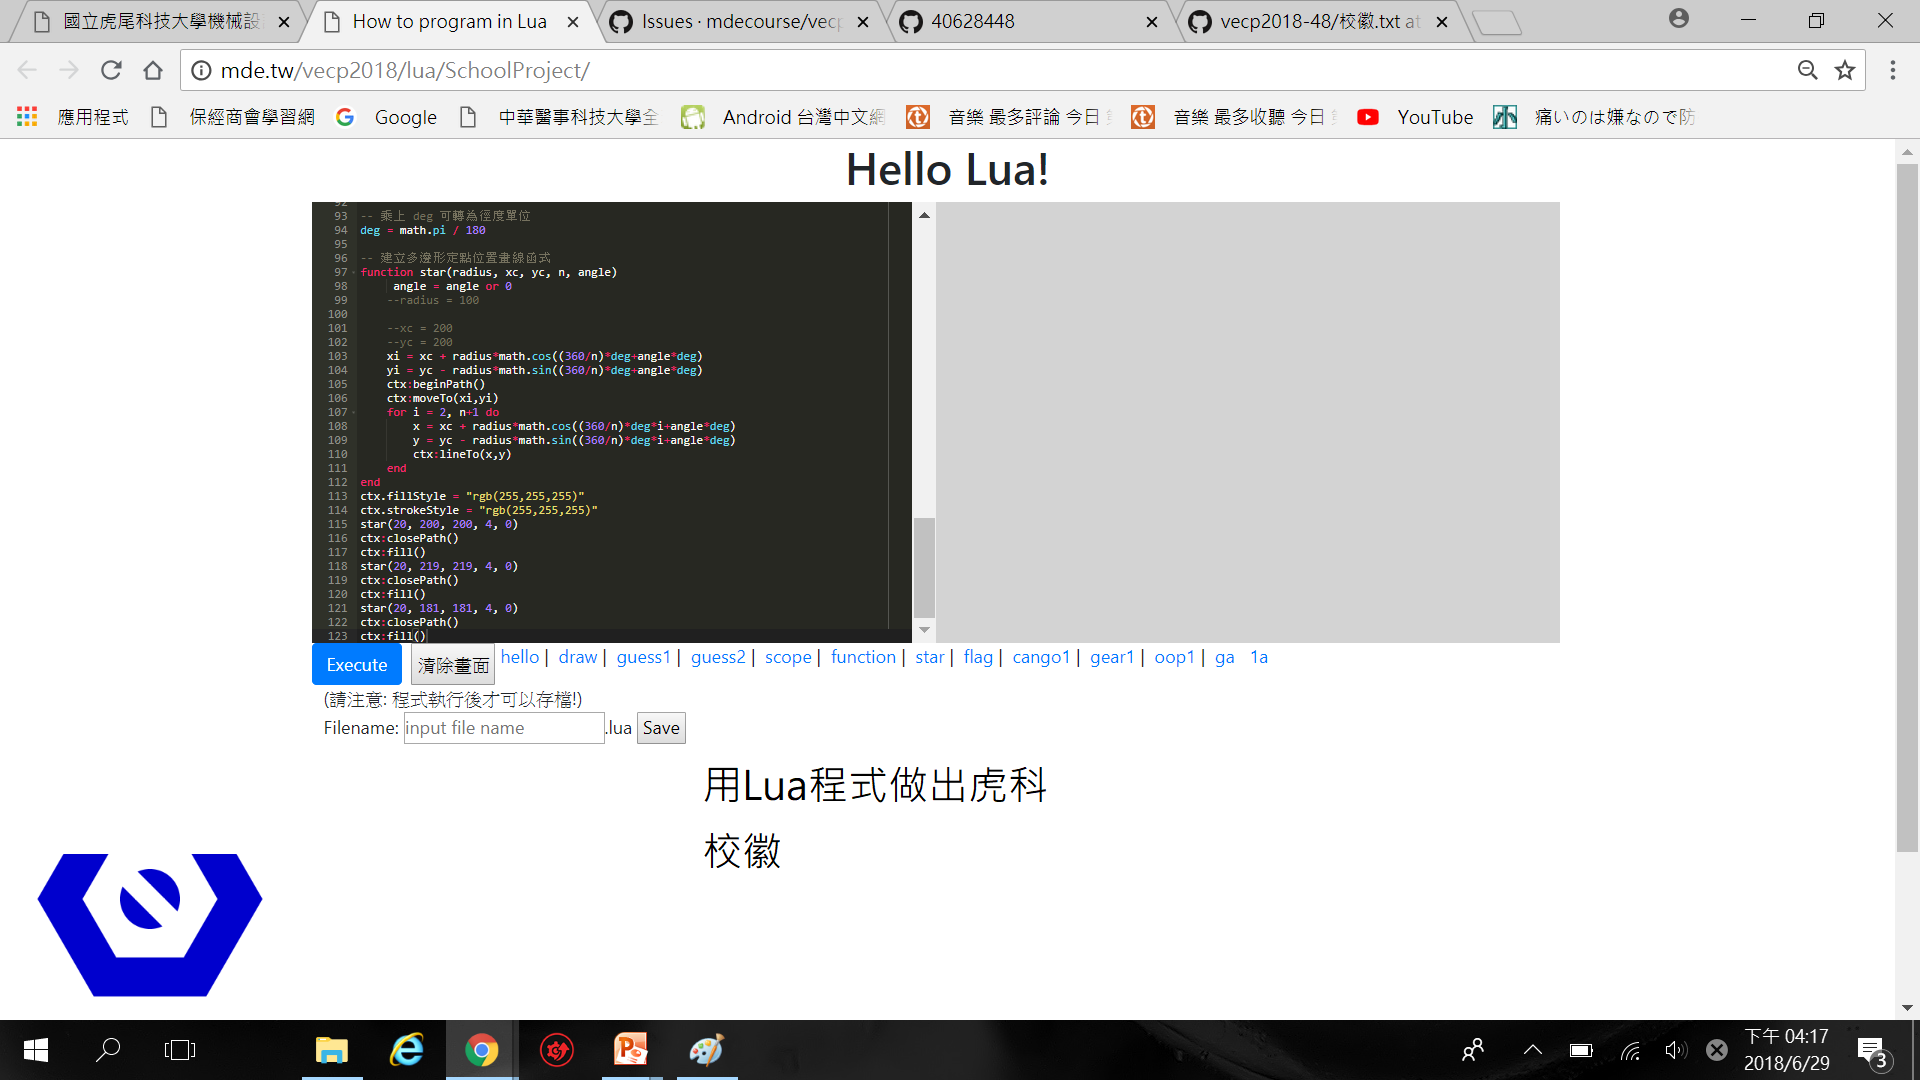 國立虎尾科技大學機械設
How to program in Lua
Issues · mdecourse/vecp
40628448
vecp2018-48/校徽.txt at
mde.tw/vecp2018/lua/SchoolProject/
應用程式
保經商會學習網
Google
中華醫事科技大學全
Android 台灣中文網
音樂 最多評論 今日
音樂 最多收聽 今日
YouTube
痛いのは嫌なので防
Hello Lua!
92
93 -- 乘上 deg 可轉為徑度單位
94 deg = math.pi / 180
95
96 -- 建立多邊形定點位置畫線函式
97 function star(radius, xc, yc, n, angle)
98 angle = angle or 0
99 --radius = 100
100
101 --xc = 200
102 --yc = 200
103 xi = xc + radius*math.cos((360/n)*deg+angle*deg)
104 yi = yc - radius*math.sin((360/n)*deg+angle*deg)
105 ctx:beginPath()
106 ctx:moveTo(xi,yi)
107 for i = 2, n+1 do
108 x = xc + radius*math.cos((360/n)*deg*i+angle*deg)
109 y = yc - radius*math.sin((360/n)*deg*i+angle*deg)
110 ctx:lineTo(x,y)
111 end
112 end
113 ctx.fillStyle = "rgb(255,255,255)"
114 ctx.strokeStyle = "rgb(255,255,255)"
115 star(20, 200, 200, 4, 0)
116 ctx:closePath()
117 ctx:fill()
118 star(20, 219, 219, 4, 0)
119 ctx:closePath()
120 ctx:fill()
121 star(20, 181, 181, 4, 0)
122 ctx:closePath()
123 ctx:fill()
Execute 清除畫面 hello | draw | guess1 | guess2 | scope | function | star | flag | cango1 | gear1 | oop1 | ga 1a
(請注意: 程式執行後才可以存檔!)
Filename: input file name .lua Save
用Lua程式做出虎科
校徽
下午 04:17
2018/6/29
3